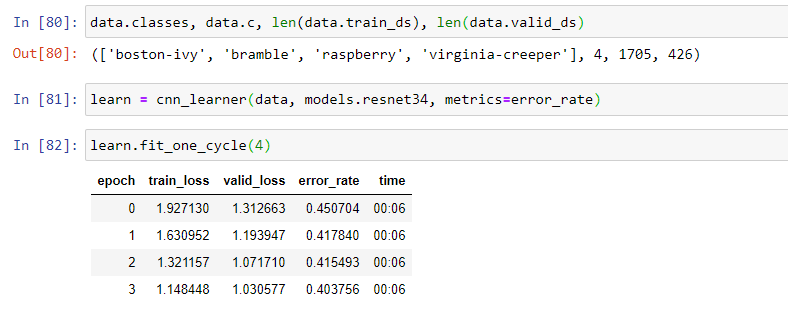 In [80]: data.classes, data.c, len(data.train_ds), len(data.valid_ds)
Out[80]: (['boston-ivy', 'bramble', 'raspberry', 'virginia-creeper'], 4, 1705, 426)
In [81]: learn = cnn_learner(data, models.resnet34, metrics=error_rate)
In [82]: learn.fit_one_cycle(4)
epoch train_loss valid_loss error_rate time
0 1.927130 1.312663 0.450704 00:06
1 1.630952 1.193947 0.417840 00:06
2 1.321157 1.071710 0.415493 00:06
3 1.148448 1.030577 0.403756 00:06